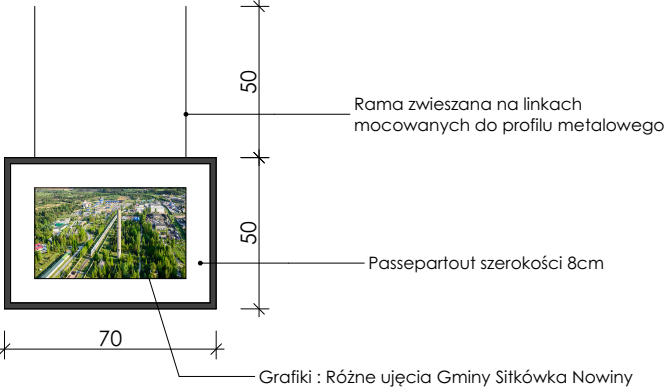 50
Rama zwieszana na linkach
mocowanych do profilu metalowego
50
Passepartout szerokości 8cm
70
Grafiki : Różne ujęcia Gminy Sitkówka Nowiny